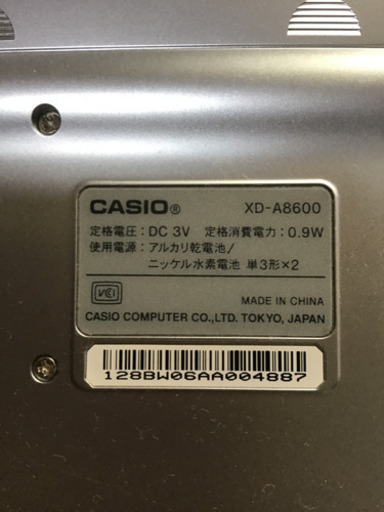 CASIO® XD-A8600
定格電圧：DC 3V 定格消費電力：0.9W
使用電源：アルカリ乾電池/
ニッケル水素電池 単3形×2
VCI MADE IN CHINA
CASIO COMPUTER CO.,LTD. TOKYO, JAPAN
128BW06AA004887